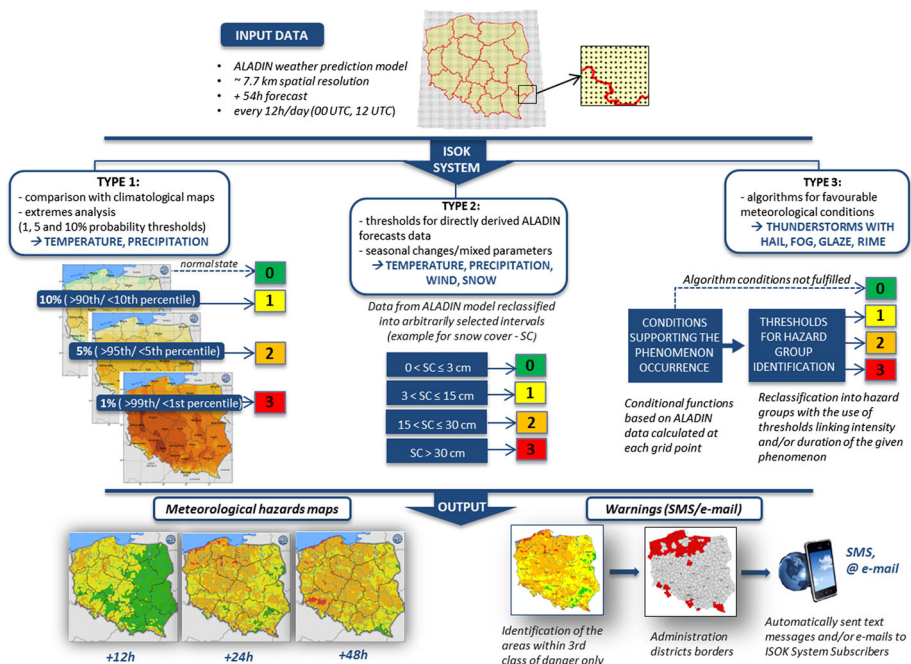 INPUT DATA
• ALADIN weather prediction model
• ~ 7.7 km spatial resolution
• + 54h forecast
• every 12h/day (00 UTC, 12 UTC)
ISOK
SYSTEM
TYPE 1:
- comparison with climatological maps
- extremes analysis
(1, 5 and 10% probability thresholds)
→ TEMPERATURE, PRECIPITATION
normal state
0
10% ( >90th/ <10th percentile)
1
5% ( >95th/ <5th percentile)
2
1% ( >99th/ <1st percentile)
3
TYPE 2:
- thresholds for directly derived ALADIN
forecasts data
- seasonal changes/mixed parameters
→ TEMPERATURE, PRECIPITATION,
WIND, SNOW
Data from ALADIN model reclassified
into arbitrarily selected intervals
(example for snow cover - SC)
0 < SC ≤ 3 cm
0
3 < SC ≤ 15 cm
1
15 < SC ≤ 30 cm
2
SC > 30 cm
3
TYPE 3:
- algorithms for favourable
meteorological conditions
→ THUNDERSTORMS WITH
HAIL, FOG, GLAZE, RIME
Algorithm conditions not fulfilled
0
CONDITIONS
SUPPORTING THE
PHENOMENON
OCCURRENCE
THRESHOLDS
FOR HAZARD
GROUP
IDENTIFICATION
1
2
3
Conditional functions
based on ALADIN
data calculated at
each grid point
Reclassification into hazard
groups with the use of
thresholds linking intensity
and/or duration of the given
phenomenon
OUTPUT
Meteorological hazards maps
+12h
+24h
+48h
Warnings (SMS/e-mail)
SMS,
@ e-mail
Identification of the
areas within 3rd
class of danger only
Administration
districts borders
Automatically sent text
messages and/or e-mails to
ISOK System Subscribers